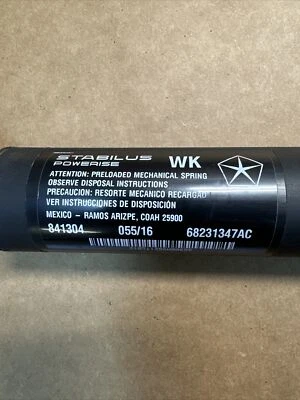 STABILUS WK
POWERISE
ATTENTION: PRELOADED MECHANICAL SPRING
OBSERVE DISPOSAL INSTRUCTIONS
PRECAUCION: RESORTE MECANICO RECARGAD
VER INSTRUCCIONES DE DISPOSICIÓN
MEXICO – RAMOS ARIZPE, COAH 25900
841304 055/16 68231347AC